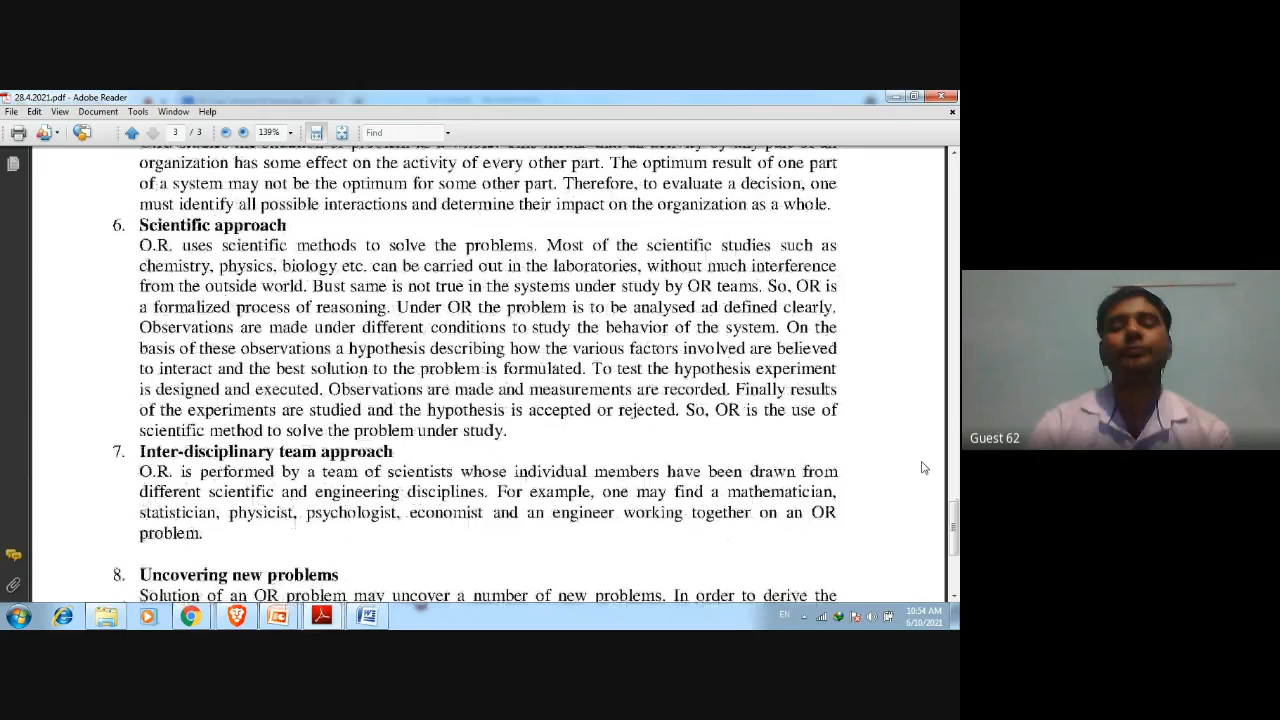 28.4.2021.pdf - Adobe Reader
File Edit View Document Tools Window Help
3 / 3 139% Find
organization has some effect on the activity of every other part. The optimum result of one part
of a system may not be the optimum for some other part. Therefore, to evaluate a decision, one
must identify all possible interactions and determine their impact on the organization as a whole.
6. Scientific approach
O.R. uses scientific methods to solve the problems. Most of the scientific studies such as
chemistry, physics, biology etc. can be carried out in the laboratories, without much interference
from the outside world. Bust same is not true in the systems under study by OR teams. So, OR is
a formalized process of reasoning. Under OR the problem is to be analysed ad defined clearly.
Observations are made under different conditions to study the behavior of the system. On the
basis of these observations a hypothesis describing how the various factors involved are believed
to interact and the best solution to the problem is formulated. To test the hypothesis experiment
is designed and executed. Observations are made and measurements are recorded. Finally results
of the experiments are studied and the hypothesis is accepted or rejected. So, OR is the use of
scientific method to solve the problem under study.
7. Inter-disciplinary team approach
O.R. is performed by a team of scientists whose individual members have been drawn from
different scientific and engineering disciplines. For example, one may find a mathematician,
statistician, physicist, psychologist, economist and an engineer working together on an OR
problem.
8. Uncovering new problems
Solution of an OR problem may uncover a number of new problems. In order to derive the
EN
10:54 AM
6/10/2021
Guest 62